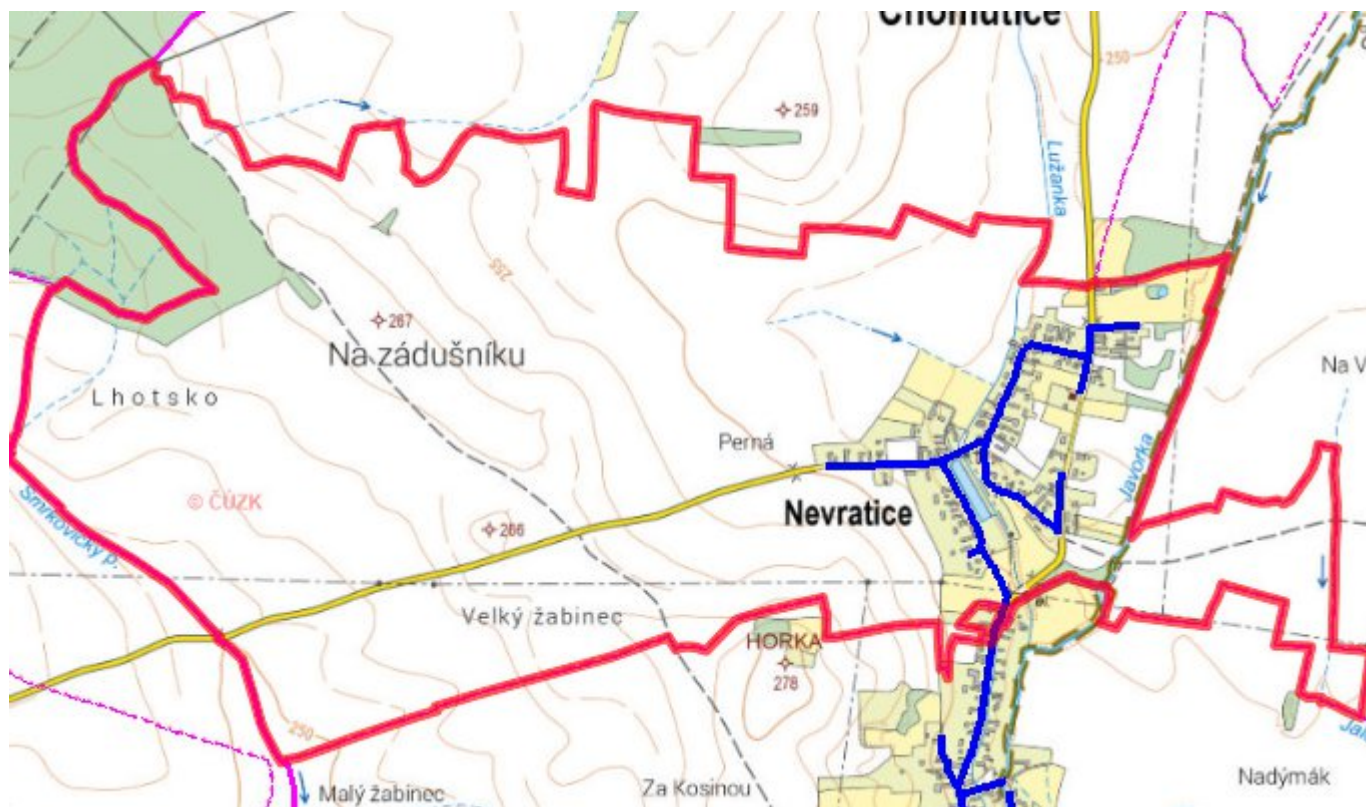 Chomutice
250
259
Lužanka
255
267
Na zádušníku
Na V
Lhotsko
Perná
Javorka
© ČÚZK
Nevratice
Smrkovický p.
266
Velký žabinec
HORKA
278
250
Malý žabinec
Za Kosinou
Nadýmák